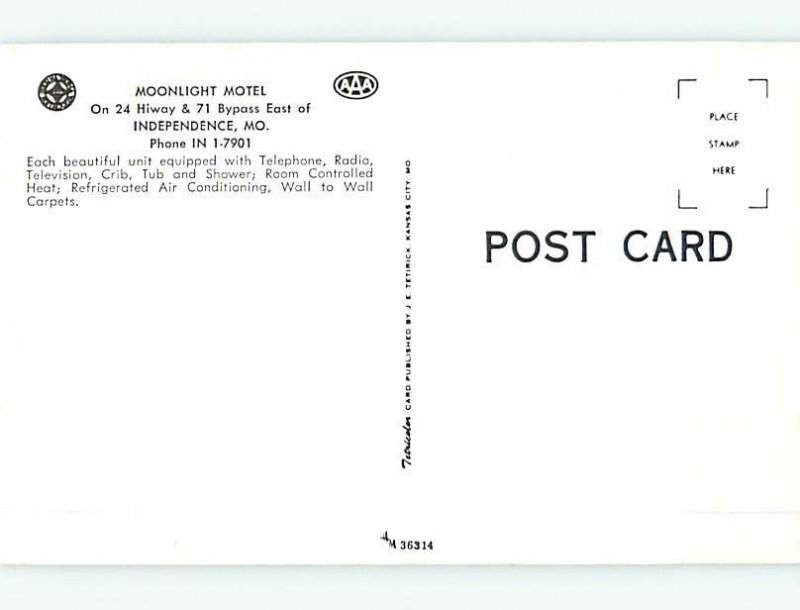 MOONLIGHT MOTEL
On 24 Hiway & 71 Bypass East of
INDEPENDENCE, MO.
Phone IN 1-7901
Each beautiful unit equipped with Telephone, Radio,
Television, Crib, Tub and Shower; Room Controlled
Heat; Refrigerated Air Conditioning, Wall to Wall
Carpets.
AAA
Tetricolor CARD PUBLISHED BY J. E. TETIRICK, KANSAS CITY, MO.
PLACE
STAMP
HERE
POST CARD
M 36314